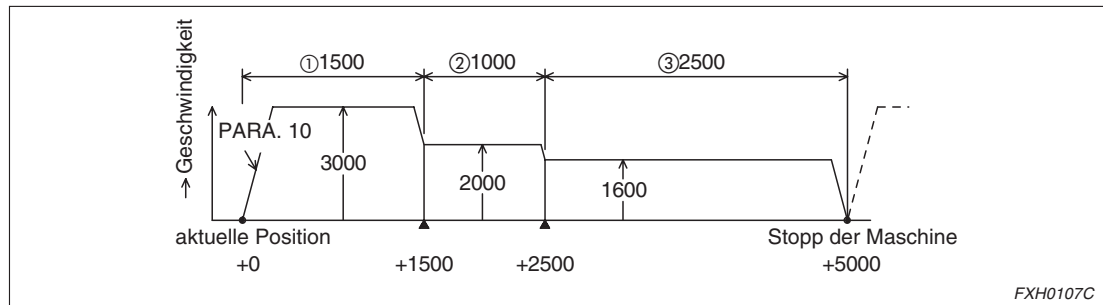 → Geschwindigkeit
①1500 ②1000 ③2500
PARA. 10
3000
2000
1600
aktuelle Position
Stopp der Maschine
+0 +1500 +2500 +5000
FXH0107C